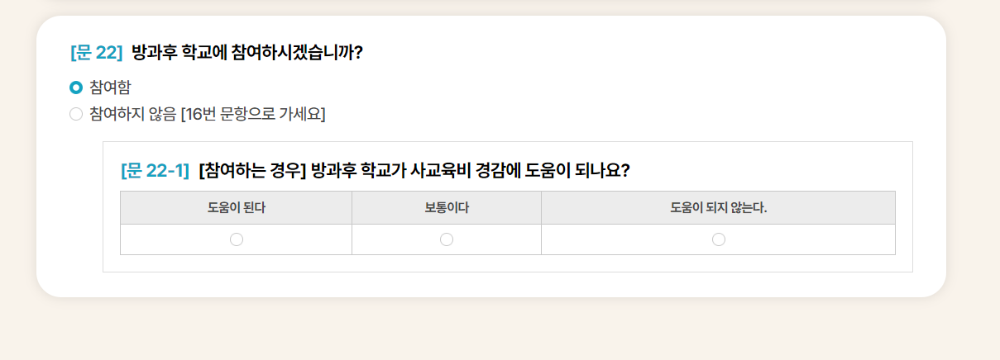 [문 22] 방과후 학교에 참여하시겠습니까?
참여함
참여하지 않음 [16번 문항으로 가세요]
[문 22-1] [참여하는 경우] 방과후 학교가 사교육비 경감에 도움이 되나요?
도움이 된다 보통이다 도움이 되지 않는다.